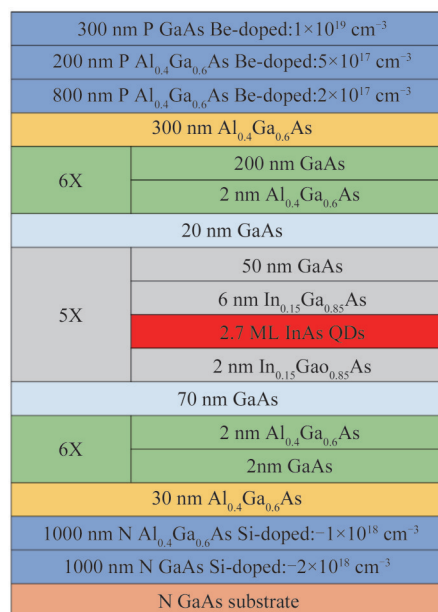 300 nm P GaAs Be-doped:1×10¹⁹ cm⁻³
200 nm P Al₀.₄Ga₀.₆As Be-doped:5×10¹⁷ cm⁻³
800 nm P Al₀.₄Ga₀.₆As Be-doped:2×10¹⁷ cm⁻³
300 nm Al₀.₄Ga₀.₆As
6X
200 nm GaAs
2 nm Al₀.₄Ga₀.₆As
20 nm GaAs
5X
50 nm GaAs
6 nm In₀.₁₅Ga₀.₈₅As
2.7 ML InAs QDs
2 nm In₀.₁₅Gao₀.₈₅As
70 nm GaAs
6X
2 nm Al₀.₄Ga₀.₆As
2nm GaAs
30 nm Al₀.₄Ga₀.₆As
1000 nm N Al₀.₄Ga₀.₆As Si-doped:−1×10¹⁸ cm⁻³
1000 nm N GaAs Si-doped:−2×10¹⁸ cm⁻³
N GaAs substrate